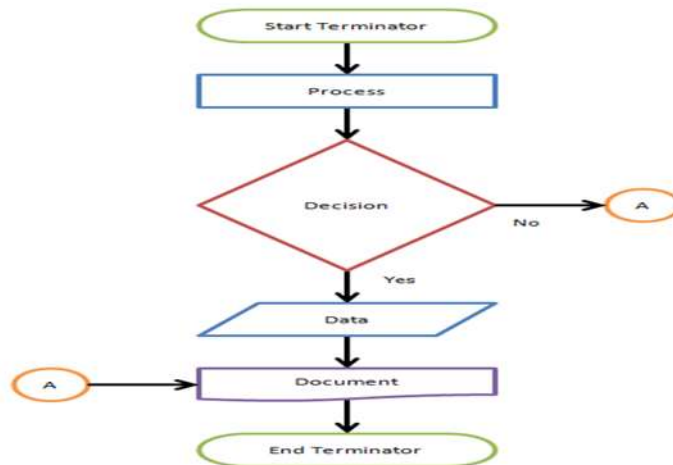 Start Terminator
Process
Decision
A
No
Yes
Data
A
Document
End Terminator